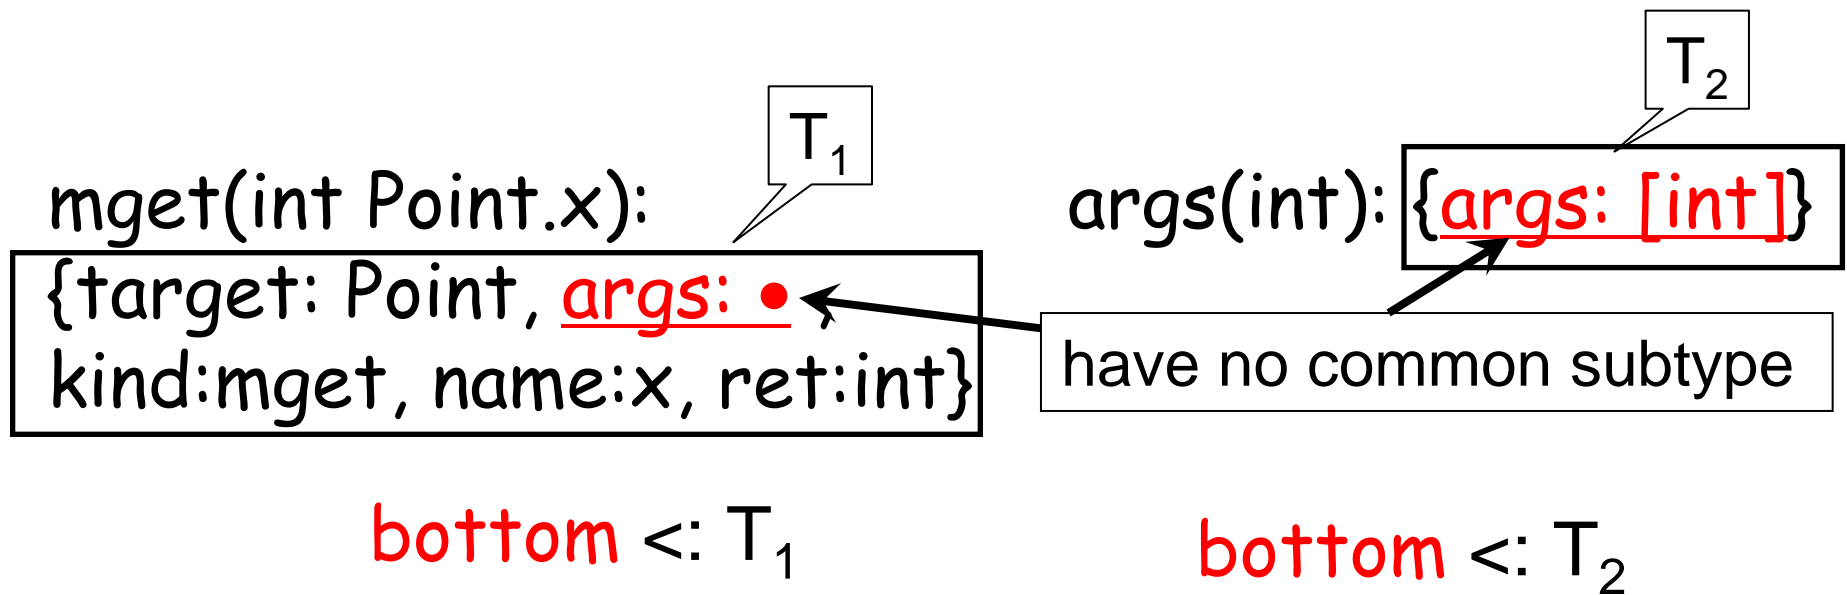 T₂
T₁
mget(int Point.x):
args(int): {args: [int]}
{target: Point, args: • ,
kind:mget, name:x, ret:int}
have no common subtype
bottom <: T₁
bottom <: T₂